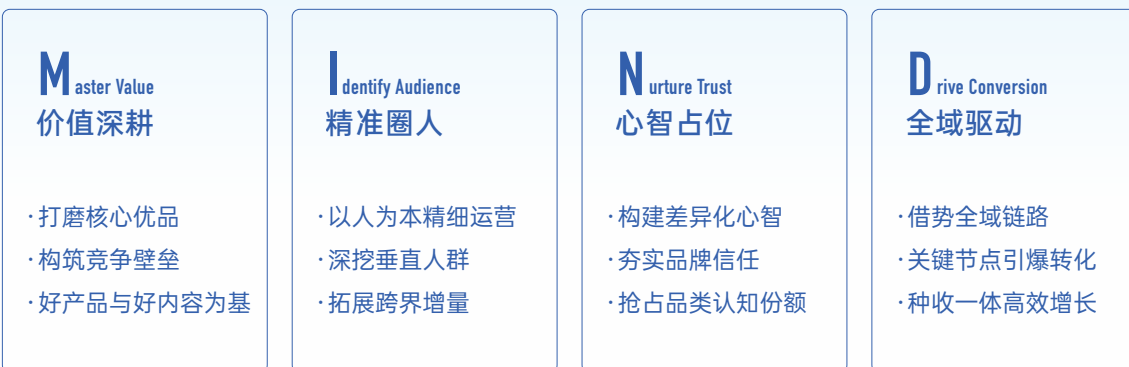 Master Value
价值深耕
·打磨核心优品
·构筑竞争壁垒
·好产品与好内容为基
Identify Audience
精准圈人
·以人为本精细运营
·深挖垂直人群
·拓展跨界增量
Nurture Trust
心智占位
·构建差异化心智
·夯实品牌信任
·抢占品类认知份额
Drive Conversion
全域驱动
·借势全域链路
·关键节点引爆转化
·种收一体高效增长